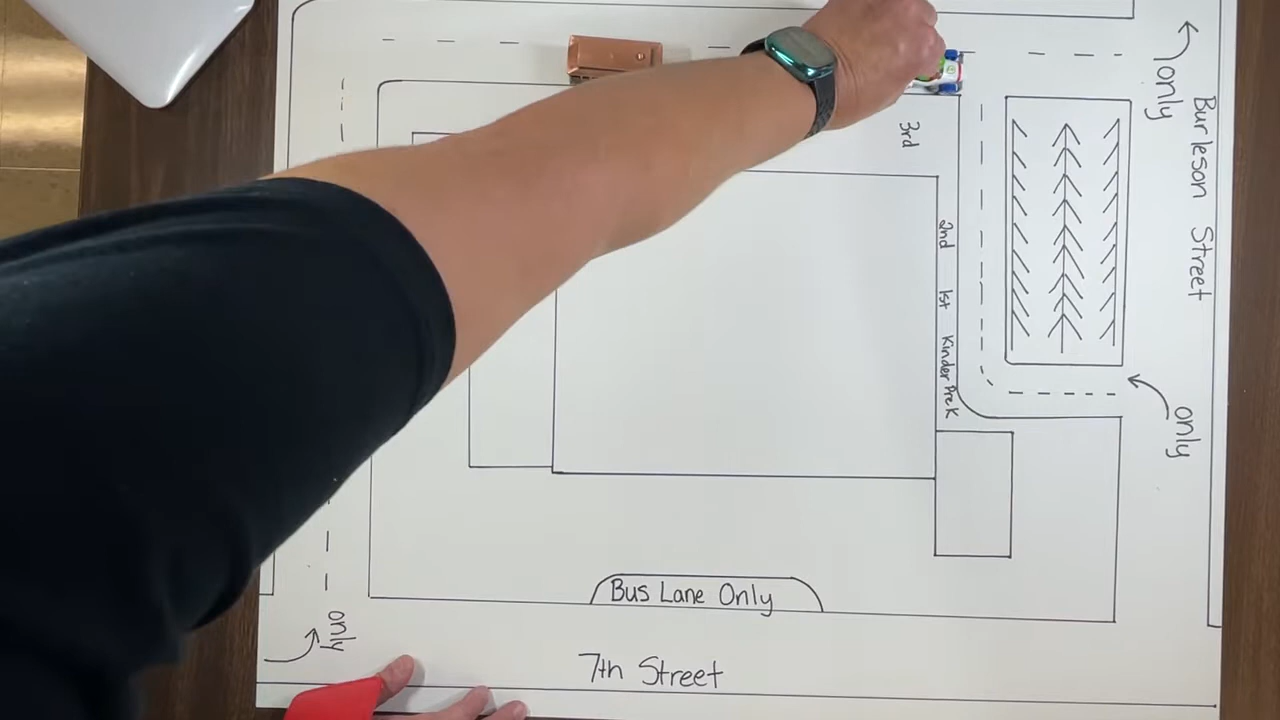 only
Burleson Street
3rd
2nd
1st
Kinder
PreK
only
Bus Lane Only
only
7th Street